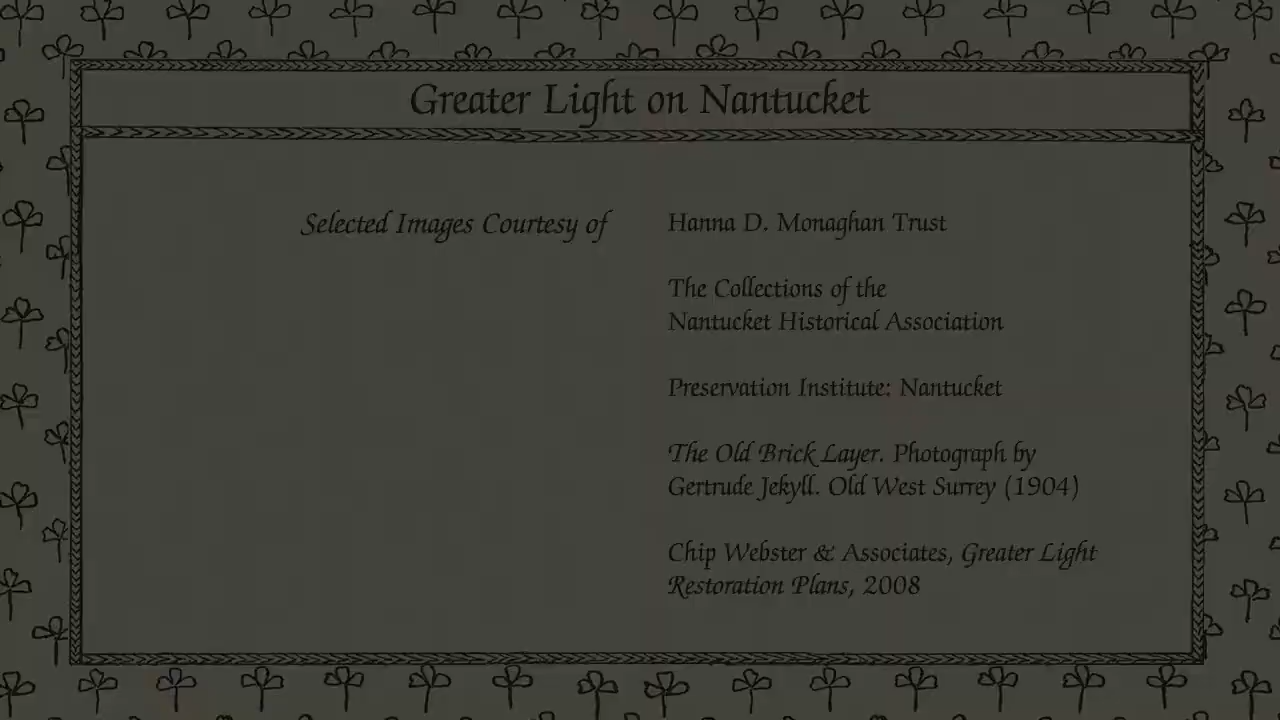 Greater Light on Nantucket
Selected Images Courtesy of
Hanna D. Monaghan Trust
The Collections of the
Nantucket Historical Association
Preservation Institute: Nantucket
The Old Brick Layer. Photograph by
Gertrude Jekyll. Old West Surrey (1904)
Chip Webster & Associates, Greater Light
Restoration Plans, 2008